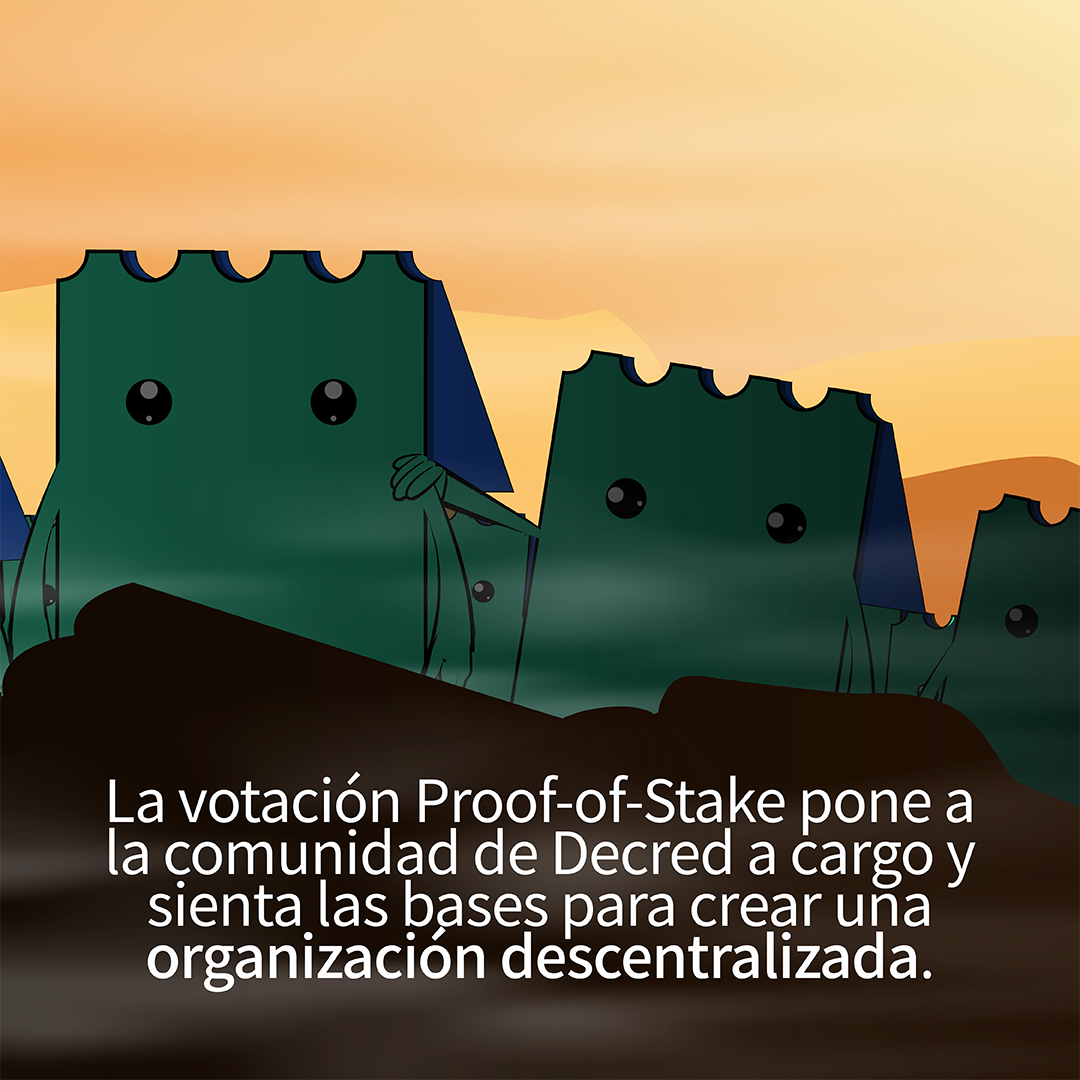 La votación Proof-of-Stake pone a
la comunidad de Decred a cargo y
sienta las bases para crear una
organización descentralizada.